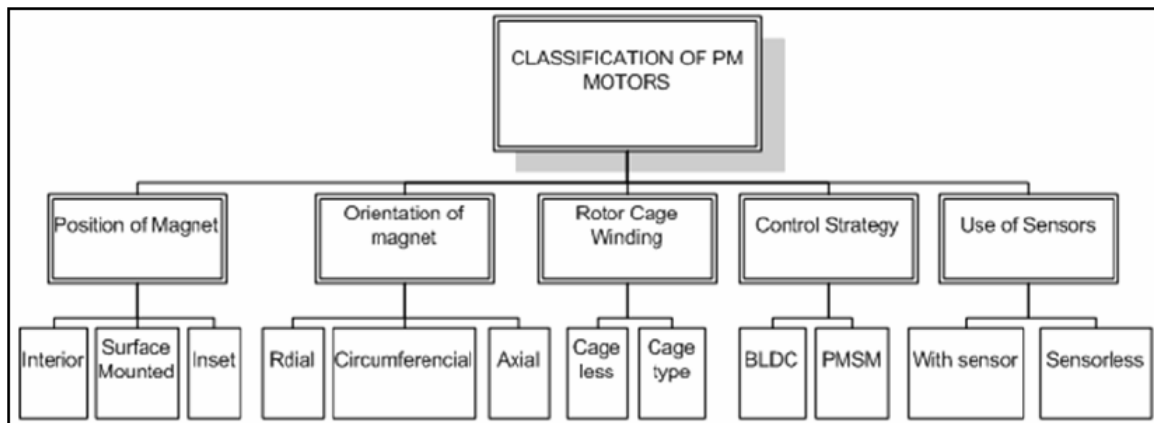 CLASSIFICATION OF PM
MOTORS
Position of Magnet
Orientation of
magnet
Rotor Cage
Winding
Control Strategy
Use of Sensors
Interior
Surface
Mounted
Inset
Rdial
Circumferencial
Axial
Cage
less
Cage
type
BLDC
PMSM
With sensor
Sensorless